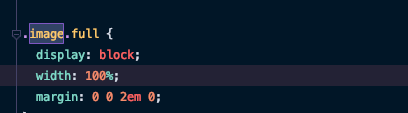 .image.full {
display: block;
width: 100%;
margin: 0 0 2em 0;
}